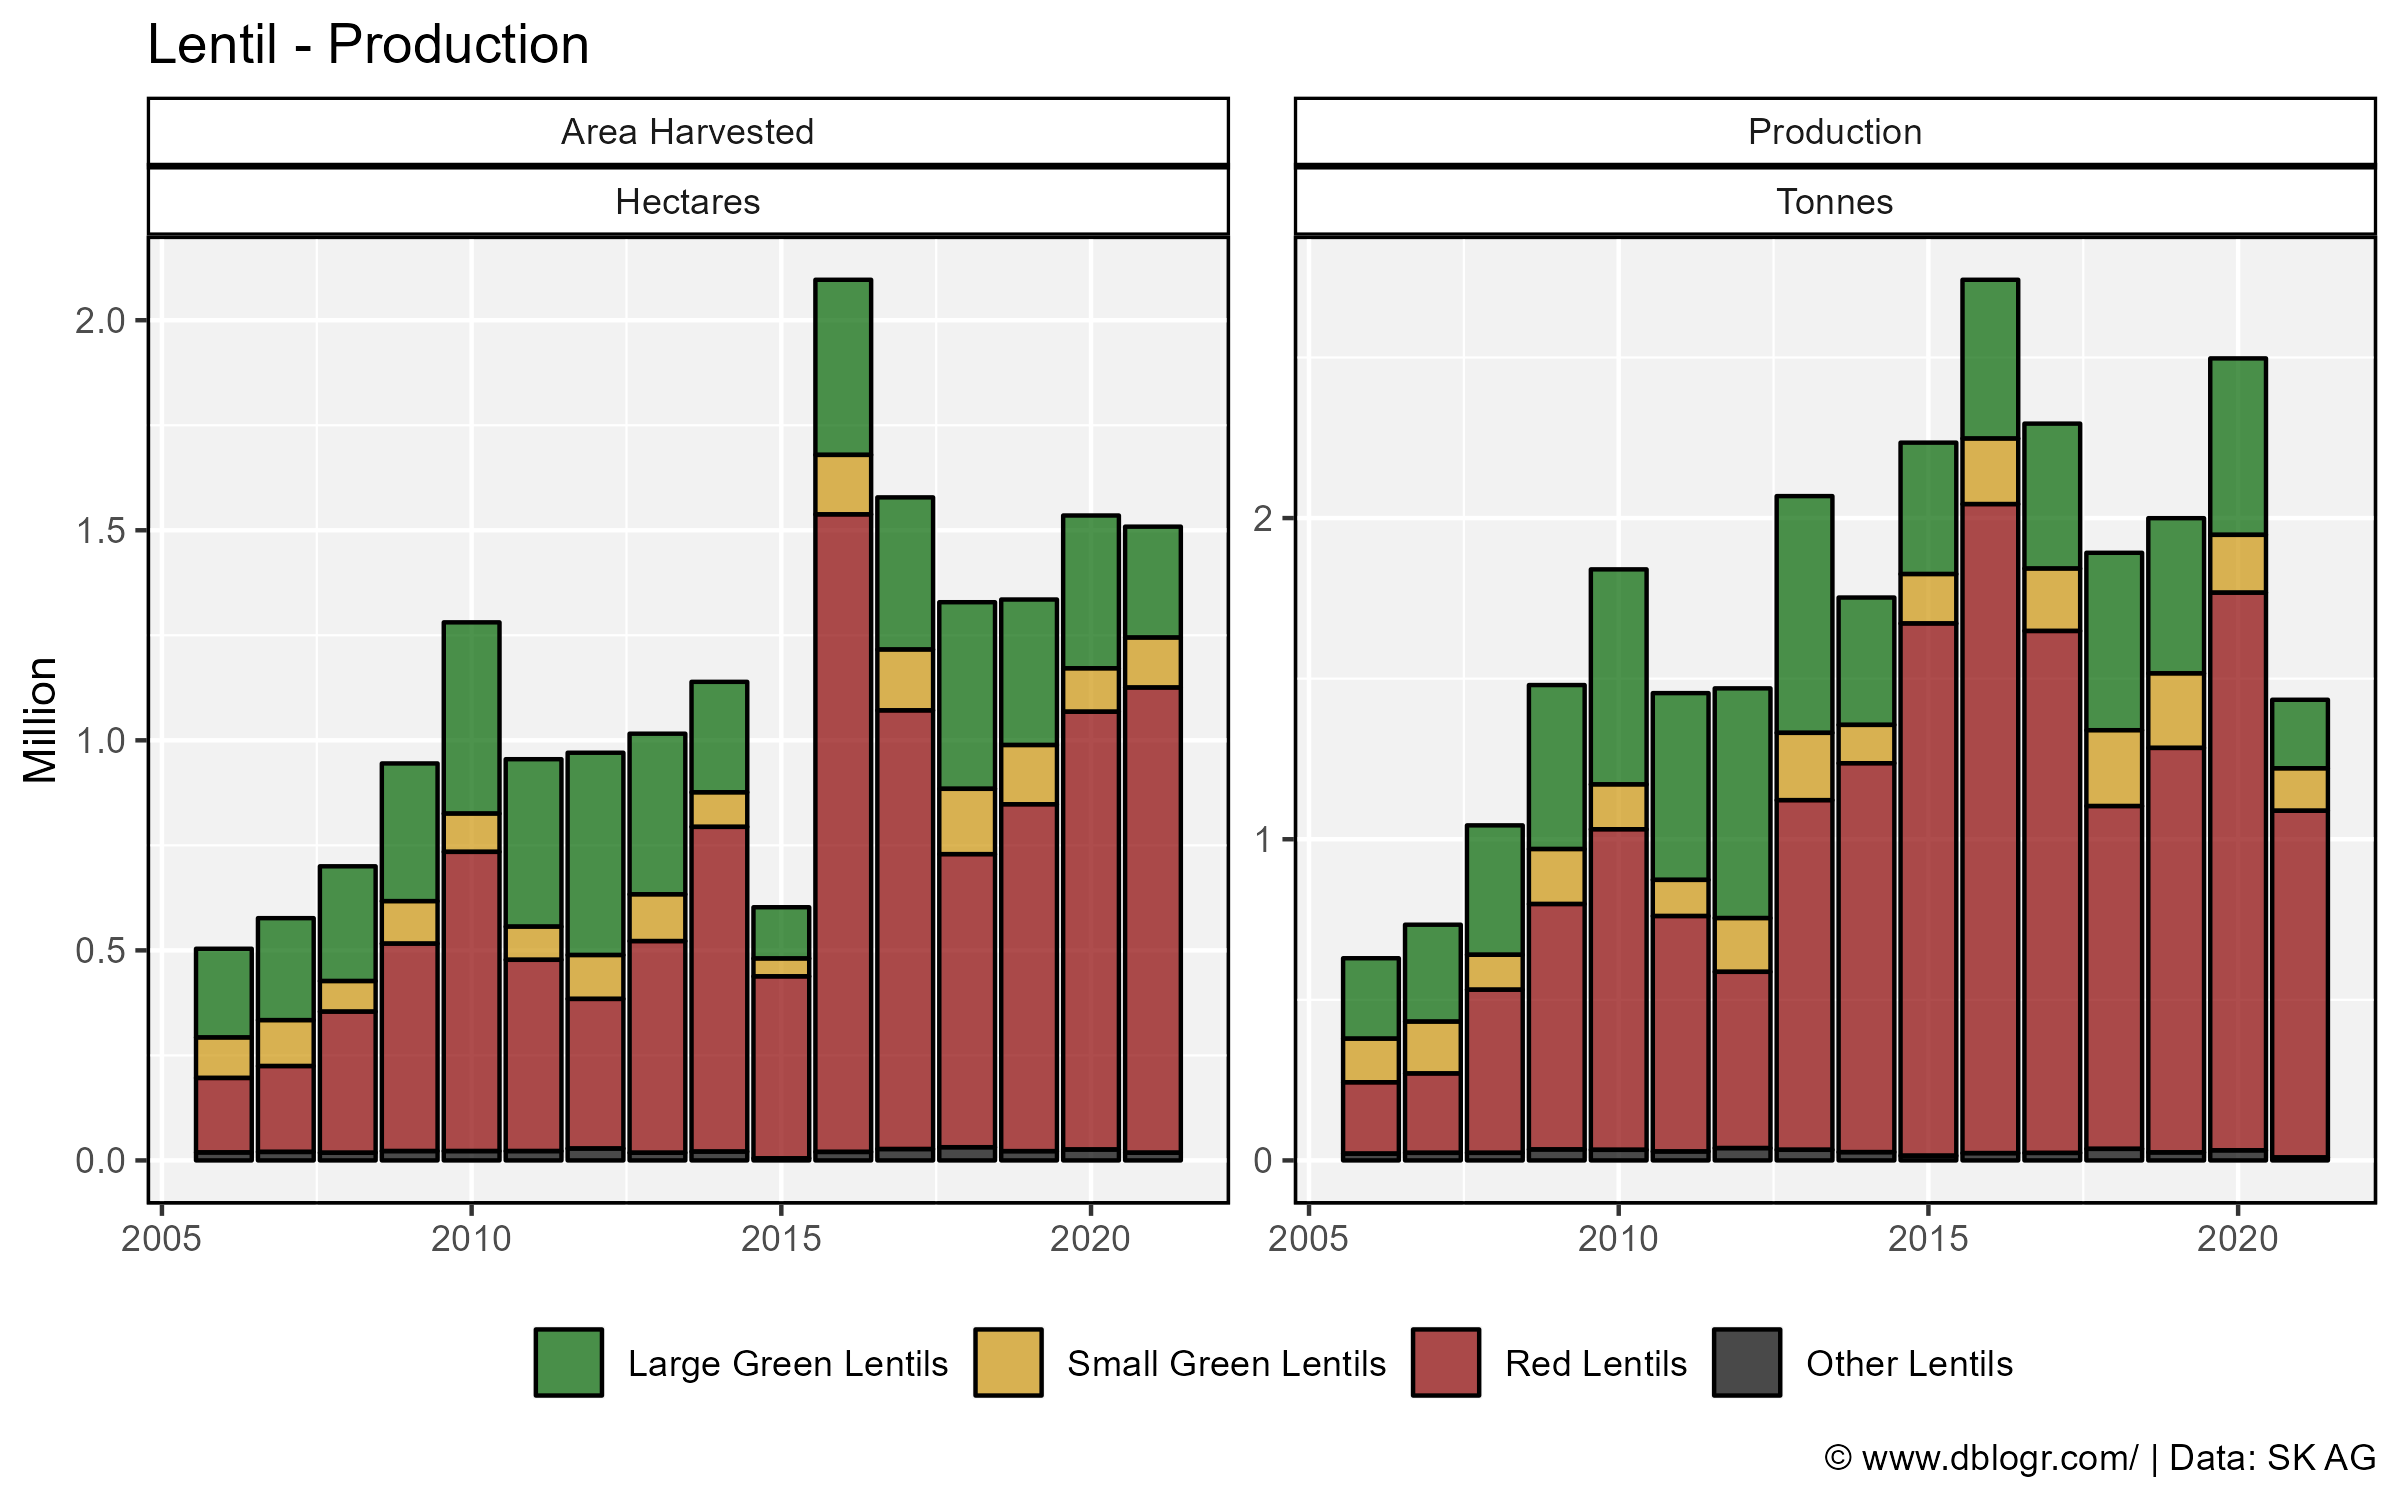 Lentil - Production
Area Harvested
Hectares
Production
Tonnes
Million
2.0
1.5
1.0
0.5
0.0
2005 2010 2015 2020
2
1
0
2005 2010 2015 2020
Large Green Lentils Small Green Lentils Red Lentils Other Lentils
© www.dblogr.com/ | Data: SK AG